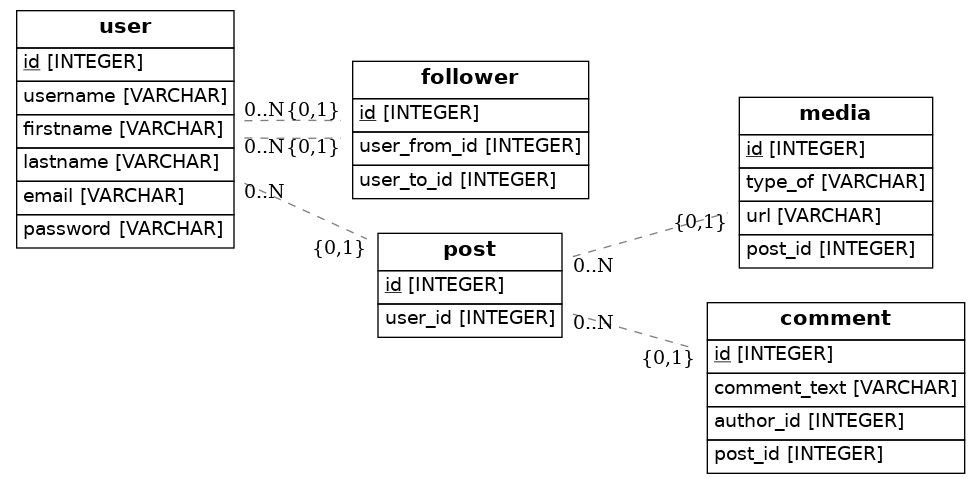 user
id [INTEGER]
username [VARCHAR]
firstname [VARCHAR]
lastname [VARCHAR]
email [VARCHAR]
password [VARCHAR]
0..N{0,1}
0..N{0,1}
0..N
{0,1}
follower
id [INTEGER]
user_from_id [INTEGER]
user_to_id [INTEGER]
post
id [INTEGER]
user_id [INTEGER]
{0,1}
0..N
0..N
{0,1}
media
id [INTEGER]
type_of [VARCHAR]
url [VARCHAR]
post_id [INTEGER]
comment
id [INTEGER]
comment_text [VARCHAR]
author_id [INTEGER]
post_id [INTEGER]